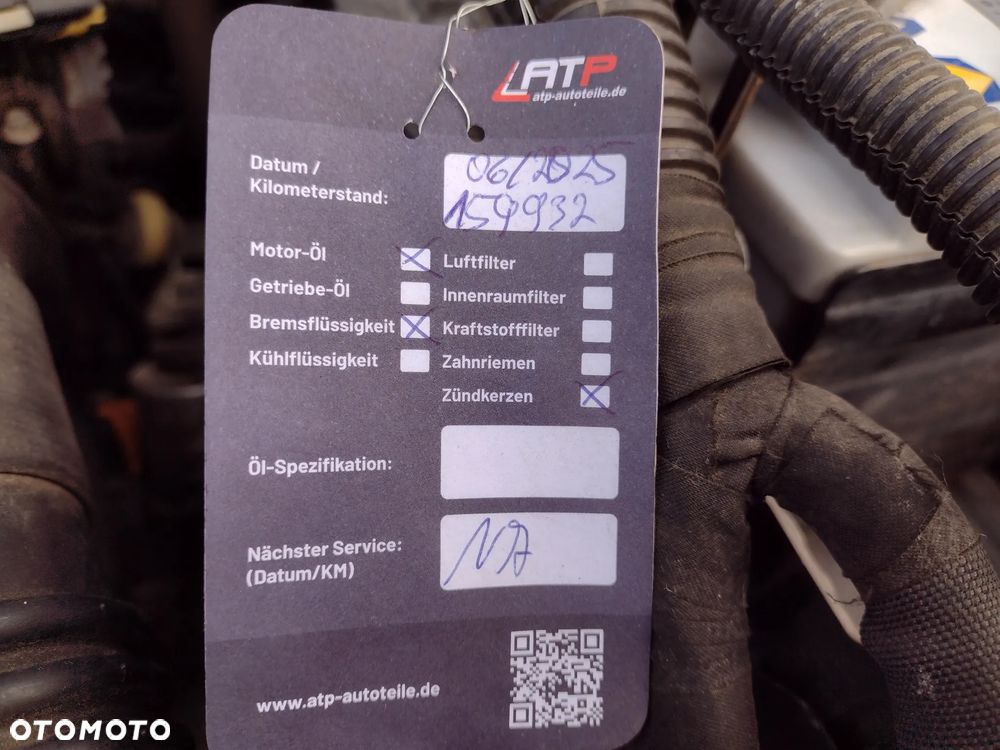 ATP
atp-autoteile.de
Datum /
Kilometerstand:
06/2025
159932
Motor-Öl
Getriebe-Öl
Bremsflüssigkeit
Kühlflüssigkeit
Luftfilter
Innenraumfilter
Kraftstofffilter
Zahnriemen
Zündkerzen
Öl-Spezifikation:
Nächster Service:
(Datum/KM)
www.atp-autoteile.de
OTOMOTO